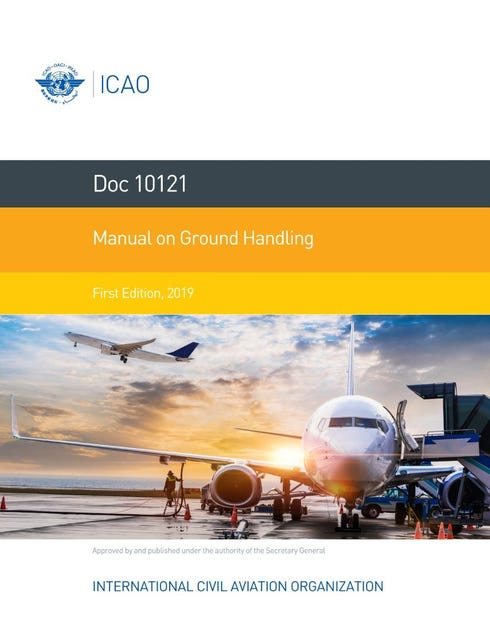 ICAO
Doc 10121
Manual on Ground Handling
First Edition, 2019
Approved by and published under the authority of the Secretary General
INTERNATIONAL CIVIL AVIATION ORGANIZATION